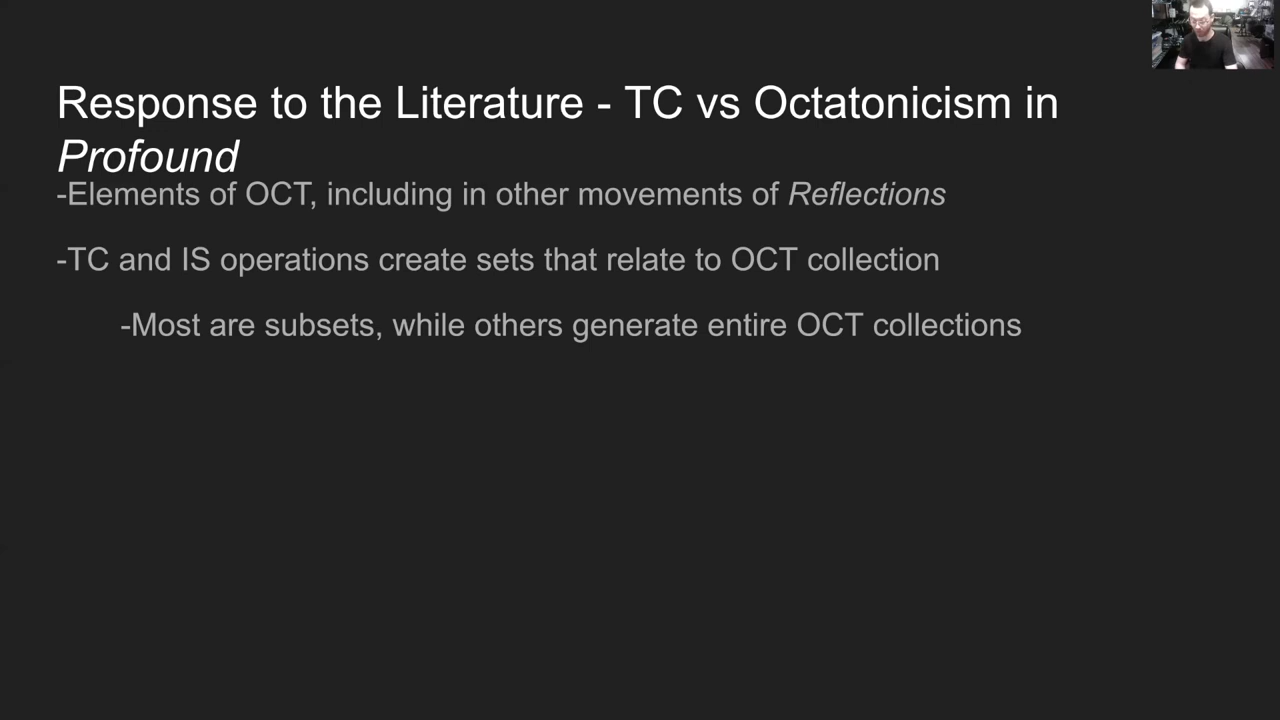 Response to the Literature - TC vs Octatonicism in
Profound
-Elements of OCT, including in other movements of Reflections
-TC and IS operations create sets that relate to OCT collection
-Most are subsets, while others generate entire OCT collections